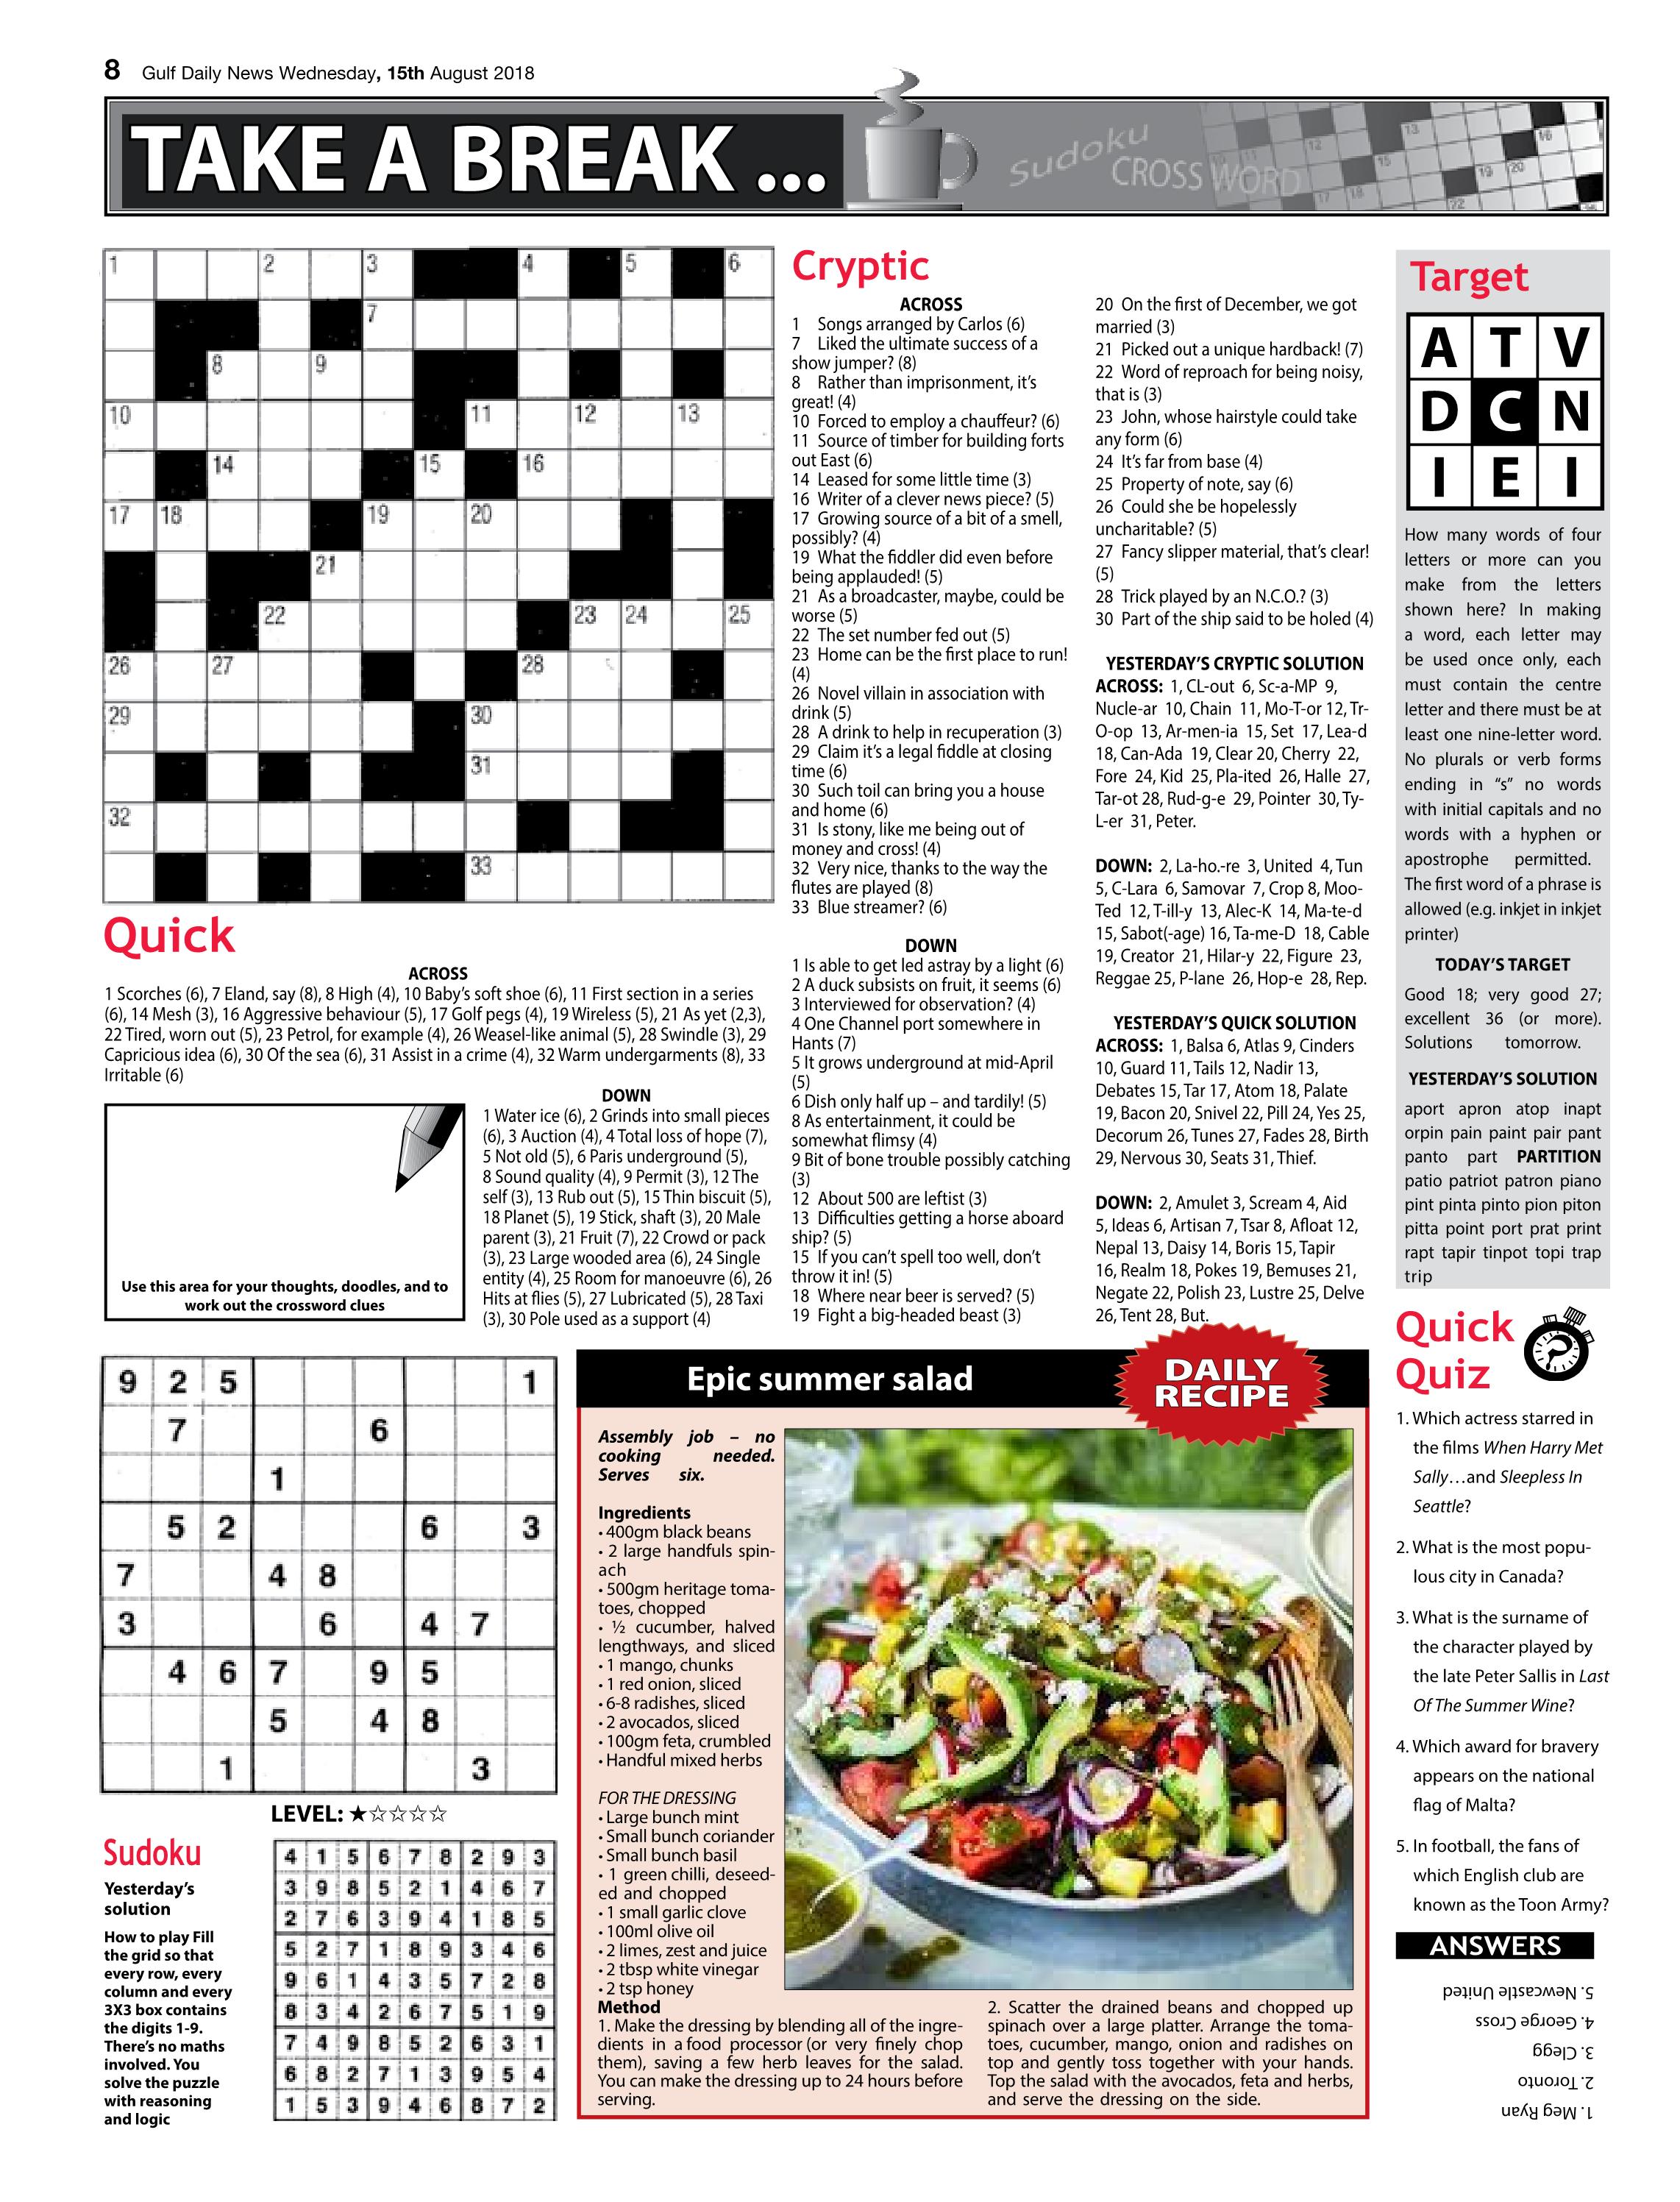 8 Gulf Daily News Wednesday, 15th August 2018
TAKE A BREAK ...
Sudoku
CROSSWORD
1 2 3 4 5 6
7
8 9
10 11 12 13
14 15 16
17 18 19 20
21
22 23 24 25
26 27 28
29 30
31
32
33
Quick
ACROSS
1 Scorches (6), 7 Eland, say (8), 8 High (4), 10 Baby's soft shoe (6), 11 First section in a series
(6), 14 Mesh (3), 16 Aggressive behaviour (5), 17 Golf pegs (4), 19 Wireless (5), 21 As yet (2,3),
22 Tired, worn out (5), 23 Petrol, for example (4), 26 Weasel-like animal (5), 28 Swindle (3), 29
Capricious idea (6), 30 Of the sea (6), 31 Assist in a crime (4), 32 Warm undergarments (8), 33
Irritable (6)
DOWN
1 Water ice (6), 2 Grinds into small pieces
(6), 3 Auction (4), 4 Total loss of hope (7),
5 Not old (5), 6 Paris underground (5),
8 Sound quality (4), 9 Permit (3), 12 The
self (3), 13 Rub out (5), 15 Thin biscuit (5),
18 Planet (5), 19 Stick, shaft (3), 20 Male
parent (3), 21 Fruit (7), 22 Crowd or pack
(3), 23 Large wooded area (6), 24 Single
entity (4), 25 Room for manoeuvre (6), 26
Hits at flies (5), 27 Lubricated (5), 28 Taxi
(3), 30 Pole used as a support (4)
Use this area for your thoughts, doodles, and to
work out the crossword clues
Cryptic
ACROSS
1 Songs arranged by Carlos (6)
7 Liked the ultimate success of a
show jumper? (8)
8 Rather than imprisonment, it's
great! (4)
10 Forced to employ a chauffeur? (6)
11 Source of timber for building forts
out East (6)
14 Leased for some little time (3)
16 Writer of a clever news piece? (5)
17 Growing source of a bit of a smell,
possibly? (4)
19 What the fiddler did even before
being applauded! (5)
21 As a broadcaster, maybe, could be
worse (5)
22 The set number fed out (5)
23 Home can be the first place to run!
(4)
26 Novel villain in association with
drink (5)
28 A drink to help in recuperation (3)
29 Claim it's a legal fiddle at closing
time (6)
30 Such toil can bring you a house
and home (6)
31 Is stony, like me being out of
money and cross! (4)
32 Very nice, thanks to the way the
flutes are played (8)
33 Blue streamer? (6)
DOWN
1 Is able to get led astray by a light (6)
2 A duck subsists on fruit, it seems (6)
3 Interviewed for observation? (4)
4 One Channel port somewhere in
Hants (7)
5 It grows underground at mid-April
(5)
6 Dish only half up – and tardily! (5)
8 As entertainment, it could be
somewhat flimsy (4)
9 Bit of bone trouble possibly catching
(3)
12 About 500 are leftist (3)
13 Difficulties getting a horse aboard
ship? (5)
15 If you can't spell too well, don't
throw it in! (5)
18 Where near beer is served? (5)
19 Fight a big-headed beast (3)
20 On the first of December, we got
married (3)
21 Picked out a unique hardback! (7)
22 Word of reproach for being noisy,
that is (3)
23 John, whose hairstyle could take
any form (6)
24 It's far from base (4)
25 Property of note, say (6)
26 Could she be hopelessly
uncharitable? (5)
27 Fancy slipper material, that's clear!
(5)
28 Trick played by an N.C.O.? (3)
30 Part of the ship said to be holed (4)
YESTERDAY'S CRYPTIC SOLUTION
ACROSS: 1, CL-out 6, Sc-a-MP 9,
Nucle-ar 10, Chain 11, Mo-T-or 12, Tr-
O-op 13, Ar-men-ia 15, Set 17, Lea-d
18, Can-Ada 19, Clear 20, Cherry 22,
Fore 24, Kid 25, Pla-ited 26, Halle 27,
Tar-ot 28, Rud-g-e 29, Pointer 30, Ty-
L-er 31, Peter.
DOWN: 2, La-ho.-re 3, United 4, Tun
5, C-Lara 6, Samovar 7, Crop 8, Moo-
Ted 12, T-ill-y 13, Alec-K 14, Ma-te-d
15, Sabot(-age) 16, Ta-me-D 18, Cable
19, Creator 21, Hilar-y 22, Figure 23,
Reggae 25, P-lane 26, Hop-e 28, Rep.
YESTERDAY'S QUICK SOLUTION
ACROSS: 1, Balsa 6, Atlas 9, Cinders
10, Guard 11, Tails 12, Nadir 13,
Debates 15, Tar 17, Atom 18, Palate
19, Bacon 20, Snivel 22, Pill 24, Yes 25,
Decorum 26, Tunes 27, Fades 28, Birth
29, Nervous 30, Seats 31, Thief.
DOWN: 2, Amulet 3, Scream 4, Aid
5, Ideas 6, Artisan 7, Tsar 8, Afloat 12,
Nepal 13, Daisy 14, Boris 15, Tapir
16, Realm 18, Pokes 19, Bemuses 21,
Negate 22, Polish 23, Lustre 25, Delve
26, Tent 28, But.
Target
A T V
D C N
I E I
How many words of four
letters or more can you
make from the letters
shown here? In making
a word, each letter may
be used once only, each
must contain the centre
letter and there must be at
least one nine-letter word.
No plurals or verb forms
ending in "s" no words
with initial capitals and no
words with a hyphen or
apostrophe permitted.
The first word of a phrase is
allowed (e.g. inkjet in inkjet
printer)
TODAY'S TARGET
Good 18; very good 27;
excellent 36 (or more).
Solutions tomorrow.
YESTERDAY'S SOLUTION
aport apron atop inapt
orpin pain paint pair pant
panto part PARTITION
patio patriot patron piano
pint pinta pinto pion piton
pitta point port prat print
rapt tapir tinpot topi trap
trip
9 2 5 1
7 6
1
5 2 6 3
7 4 8
3 6 4 7
4 6 7 9 5
5 4 8
1 3
LEVEL: ★☆☆☆☆
Sudoku
Yesterday's
solution
How to play Fill
the grid so that
every row, every
column and every
3X3 box contains
the digits 1-9.
There's no maths
involved. You
solve the puzzle
with reasoning
and logic
4 1 5 6 7 8 2 9 3
3 9 8 5 2 1 4 6 7
2 7 6 3 9 4 1 8 5
5 2 7 1 8 9 3 4 6
9 6 1 4 3 5 7 2 8
8 3 4 2 6 7 5 1 9
7 4 9 8 5 2 6 3 1
6 8 2 7 1 3 9 5 4
1 5 3 9 4 6 8 7 2
Epic summer salad
DAILY
RECIPE
Assembly job – no
cooking needed.
Serves six.
Ingredients
• 400gm black beans
• 2 large handfuls spin-
ach
• 500gm heritage toma-
toes, chopped
• ½ cucumber, halved
lengthways, and sliced
• 1 mango, chunks
• 1 red onion, sliced
• 6-8 radishes, sliced
• 2 avocados, sliced
• 100gm feta, crumbled
• Handful mixed herbs
FOR THE DRESSING
• Large bunch mint
• Small bunch coriander
• Small bunch basil
• 1 green chilli, deseed-
ed and chopped
• 1 small garlic clove
• 100ml olive oil
• 2 limes, zest and juice
• 2 tbsp white vinegar
• 2 tsp honey
Method
1. Make the dressing by blending all of the ingre-
dients in a food processor (or very finely chop
them), saving a few herb leaves for the salad.
You can make the dressing up to 24 hours before
serving.
2. Scatter the drained beans and chopped up
spinach over a large platter. Arrange the toma-
toes, cucumber, mango, onion and radishes on
top and gently toss together with your hands.
Top the salad with the avocados, feta and herbs,
and serve the dressing on the side.
Quick
Quiz
1. Which actress starred in
the films When Harry Met
Sally…and Sleepless In
Seattle?
2. What is the most popu-
lous city in Canada?
3. What is the surname of
the character played by
the late Peter Sallis in Last
Of The Summer Wine?
4. Which award for bravery
appears on the national
flag of Malta?
5. In football, the fans of
which English club are
known as the Toon Army?
ANSWERS
1. Meg Ryan
2. Toronto
3. Clegg
4. George Cross
5. Newcastle United